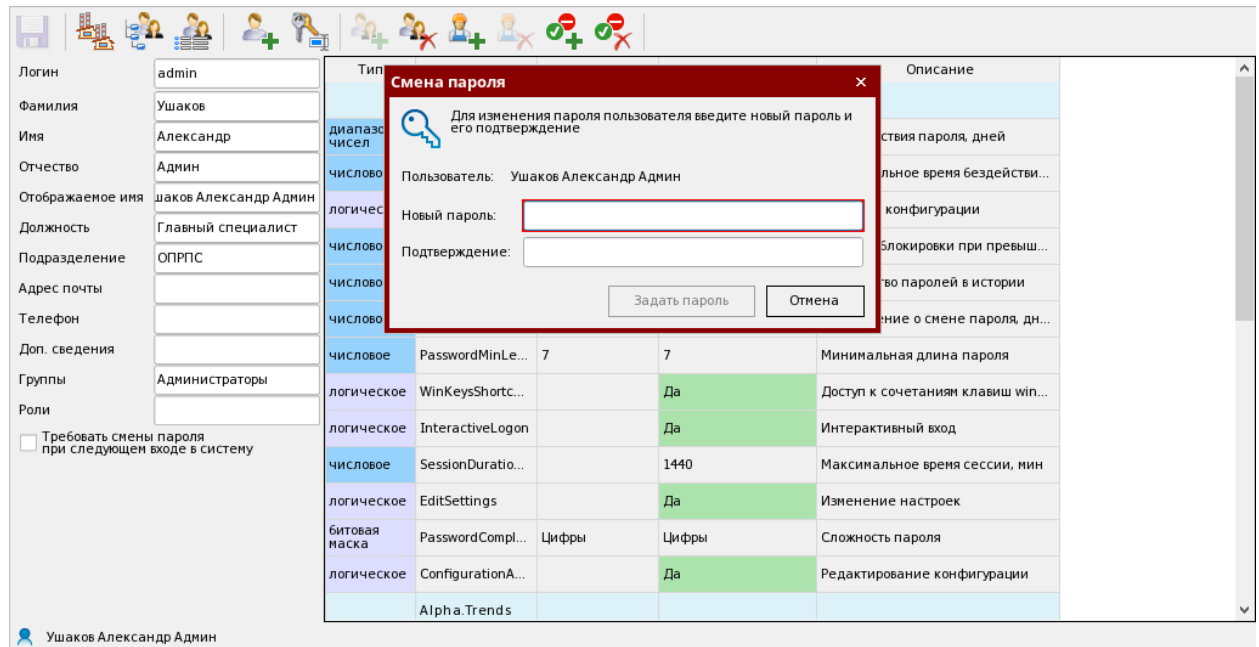 Логин
admin
Фамилия
Ушаков
Имя
Александр
Отчество
Админ
Отображаемое имя
шаков Александр Админ
Должность
Главный специалист
Подразделение
ОПРПС
Адрес почты
Телефон
Доп. сведения
Группы
Администраторы
Роли
Требовать смены пароля
при следующем входе в систему
Тип
Описание
Смена пароля
×
Для изменения пароля пользователя введите новый пароль и
его подтверждение
Пользователь: Ушаков Александр Админ
Новый пароль:
Подтверждение:
Задать пароль
Отмена
диапазо
чисел
ствия пароля, дней
числово
льное время бездействи...
логичес
конфигурации
числово
блокировки при превыш...
числово
тво паролей в истории
числово
ение о смене пароля, дн...
числовое PasswordMinLe... 7 7 Минимальная длина пароля
логическое WinKeysShortc... Да Доступ к сочетаниям клавиш win...
логическое InteractiveLogon Да Интерактивный вход
числовое SessionDuratio... 1440 Максимальное время сессии, мин
логическое EditSettings Да Изменение настроек
битовая
маска
PasswordCompl... Цифры Цифры Сложность пароля
логическое ConfigurationA... Да Редактирование конфигурации
Alpha.Trends
Ушаков Александр Админ